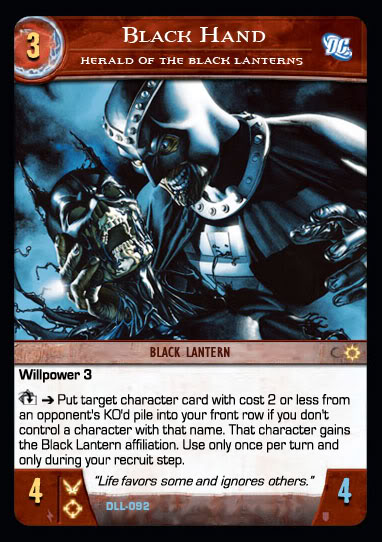 3
BLACK HAND
DC
HERALD OF THE BLACK LANTERNS
BLACK LANTERN
C
Willpower 3
➔ Put target character card with cost 2 or less from
an opponent's KO'd pile into your front row if you don't
control a character with that name. That character gains
the Black Lantern affiliation. Use only once per turn and
only during your recruit step.
"Life favors some and ignores others."
4
4
DLL-092